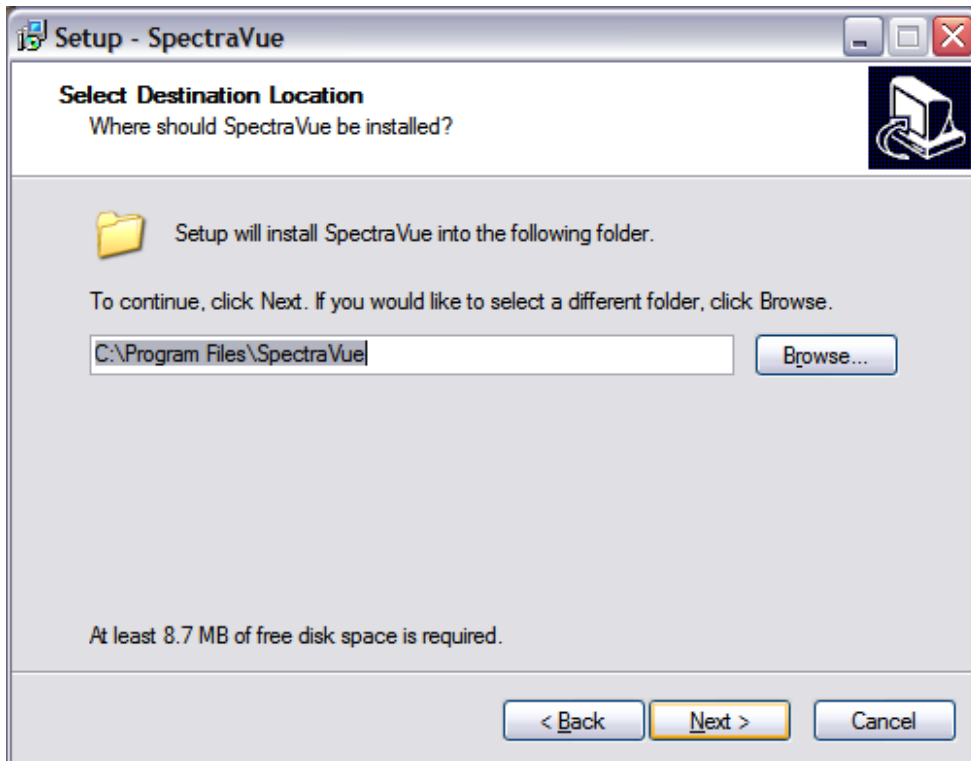 Setup - SpectraVue
Select Destination Location
Where should SpectraVue be installed?
Setup will install SpectraVue into the following folder.
To continue, click Next. If you would like to select a different folder, click Browse.
C:\Program Files\SpectraVue
Browse...
At least 8.7 MB of free disk space is required.
< Back
Next >
Cancel